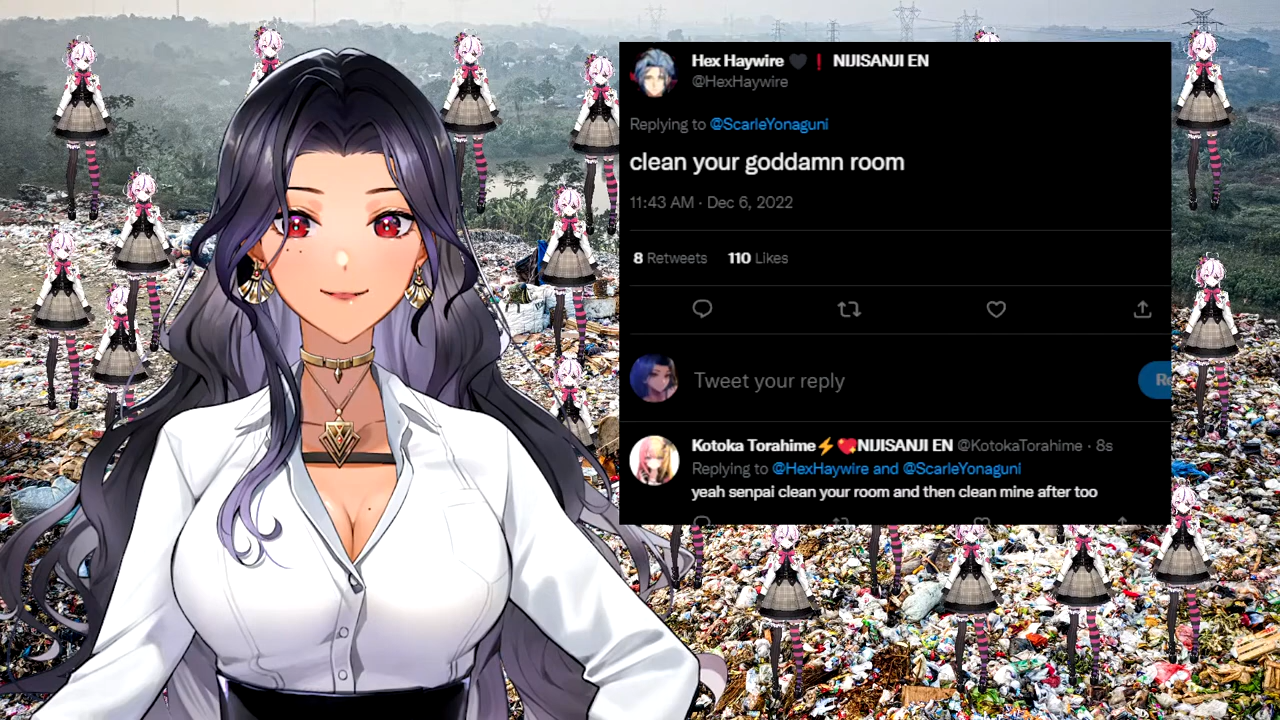 Hex Haywire 🖤❗ NIJISANJI EN
@HexHaywire
Replying to @ScarleYonaguni
clean your goddamn room
11:43 AM · Dec 6, 2022
8 Retweets 110 Likes
Tweet your reply
Kotoka Torahime⚡💖NIJISANJI EN @KotokaTorahime · 8s
Replying to @HexHaywire and @ScarleYonaguni
yeah senpai clean your room and then clean mine after too